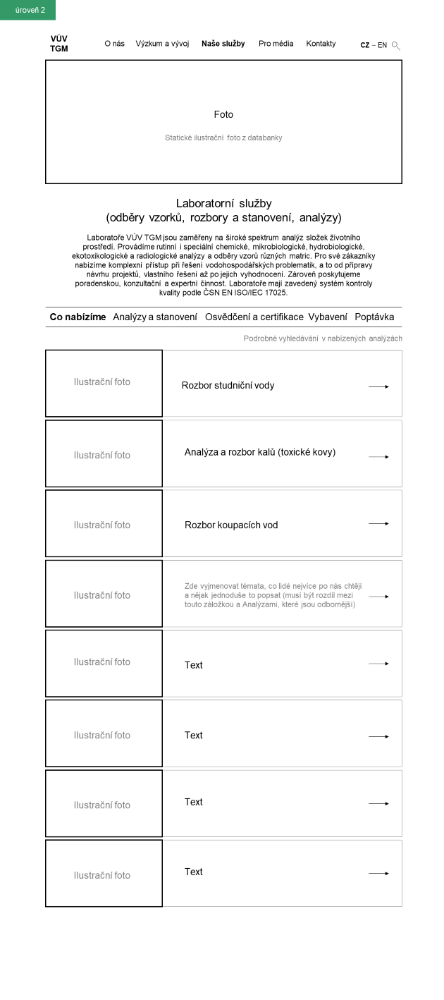 úroveň 2
VÚV
TGM
O nás Výzkum a vývoj Naše služby Pro média Kontakty CZ – EN
Foto
Statické ilustrační foto z databanky
Laboratorní služby
(odběry vzorků, rozbory a stanovení, analýzy)
Laboratoře VÚV TGM jsou zaměřeny na široké spektrum analýz složek životního
prostředí. Provádíme rutinní i speciální chemické, mikrobiologické, hydrobiologické,
ekotoxikologické a radiologické analýzy a odběry vzorů různých matric. Pro své zákazníky
nabízíme komplexní přístup při řešení vodohospodářských problematik, a to od přípravy
návrhu projektů, vlastního řešení až po jejich vyhodnocení. Zároveň poskytujeme
poradenskou, konzultační a expertní činnost. Laboratoře mají zavedený systém kontroly
kvality podle ČSN EN ISO/IEC 17025.
Co nabízíme Analýzy a stanovení Osvědčení a certifikace Vybavení Poptávka
Podrobné vyhledávání v nabízených analýzách
Ilustrační foto
Rozbor studniční vody
Ilustrační foto
Analýza a rozbor kalů (toxické kovy)
Ilustrační foto
Rozbor koupacích vod
Ilustrační foto
Zde vyjmenovat témata, co lidé nejvíce po nás chtějí
a nějak jednoduše to popsat (musí být rozdíl mezi
touto záložkou a Analýzami, které jsou odbornější)
Ilustrační foto
Text
Ilustrační foto
Text
Ilustrační foto
Text
Ilustrační foto
Text